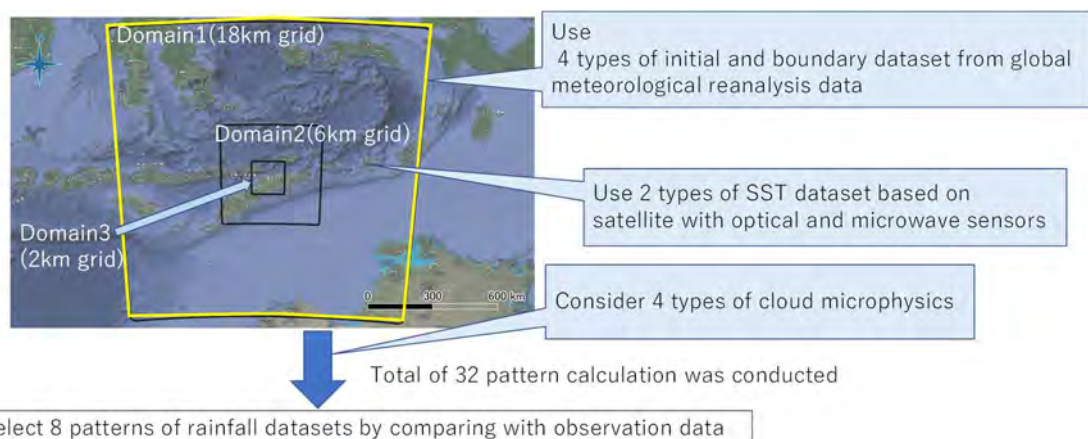 Domain1(18km grid)
Use
4 types of initial and boundary dataset from global
meteorological reanalysis data
Domain2(6km grid)
Use 2 types of SST dataset based on
satellite with optical and microwave sensors
Domain3
(2km grid)
0 300 600 km
Consider 4 types of cloud microphysics
Total of 32 pattern calculation was conducted
elect 8 patterns of rainfall datasets by comparing with observation data